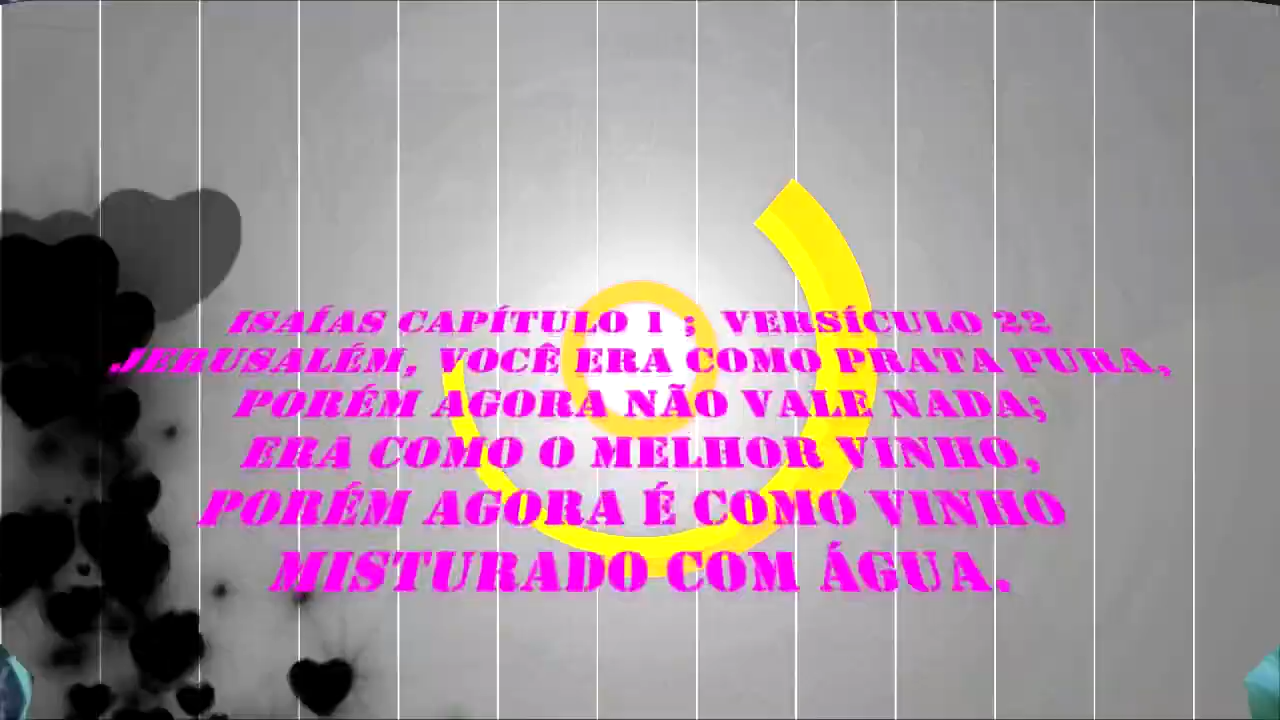 ISAÍAS CAPÍTULO 1 ; VERSÍCULO 22
JERUSALÉM, VOCÊ ERA COMO PRATA PURA,
PORÉM AGORA NÃO VALE NADA;
ERA COMO O MELHOR VINHO,
PORÉM AGORA É COMO VINHO
MISTURADO COM ÁGUA.